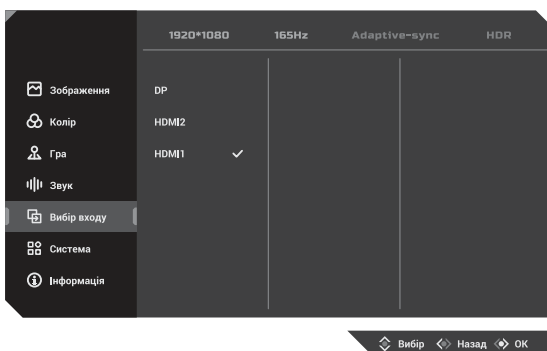 1920*1080 165Hz Adaptive-sync HDR
Зображення
Колір
Гра
Звук
Вибір входу
Система
Інформація
DP
HDMI2
HDMI1
Вибір Назад OK